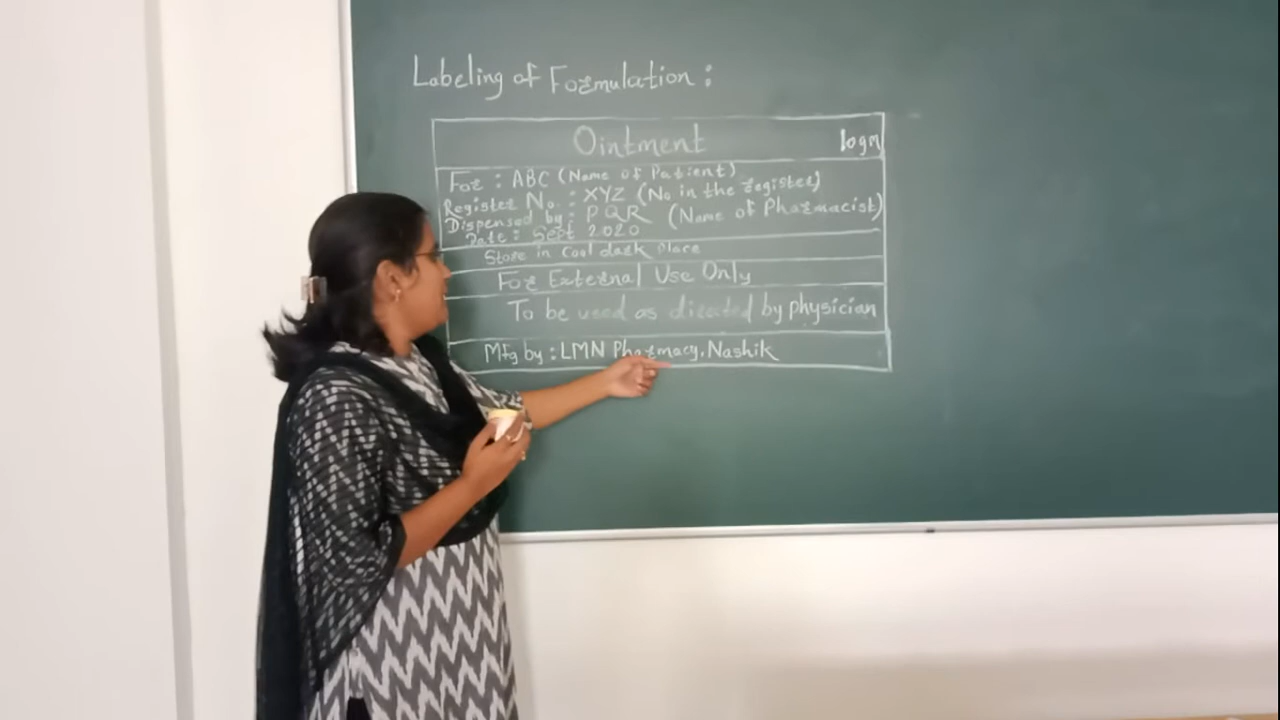 Labeling of Formulation :
Ointment 10gm
For : ABC (Name of Patient)
Register No. : XYZ (No in the register)
Dispensed by : PQR (Name of Pharmacist)
Date : Sept 2020
Store in Cool dark place
For External Use Only
To be used as dirated by physician
Mfg by : LMN Pharmacy, Nashik